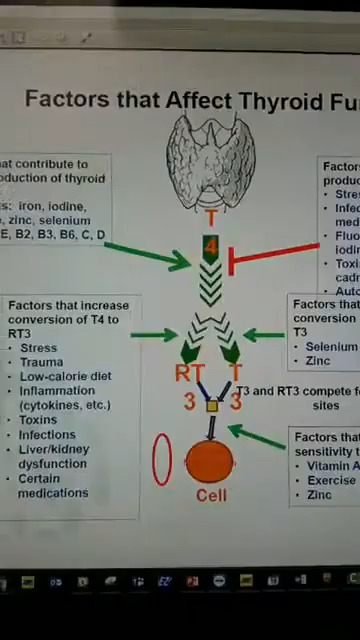 Factors that Affect Thyroid Fu
at contribute to
oduction of thyroid
s: iron, iodine,
, zinc, selenium
E, B2, B3, B6, C, D
T
4
Factors
produc
Stre
Infec
med
Fluo
iodin
Toxi
cadr
Auto
Factors that increase
conversion of T4 to
RT3
• Stress
• Trauma
• Low-calorie diet
• Inflammation
(cytokines, etc.)
• Toxins
• Infections
• Liver/kidney
dysfunction
• Certain
medications
Factors that
conversion
T3
• Selenium
• Zinc
RT
3
T
3
T3 and RT3 compete fo
sites
Factors that
sensitivity t
• Vitamin A
• Exercise
• Zinc
Cell